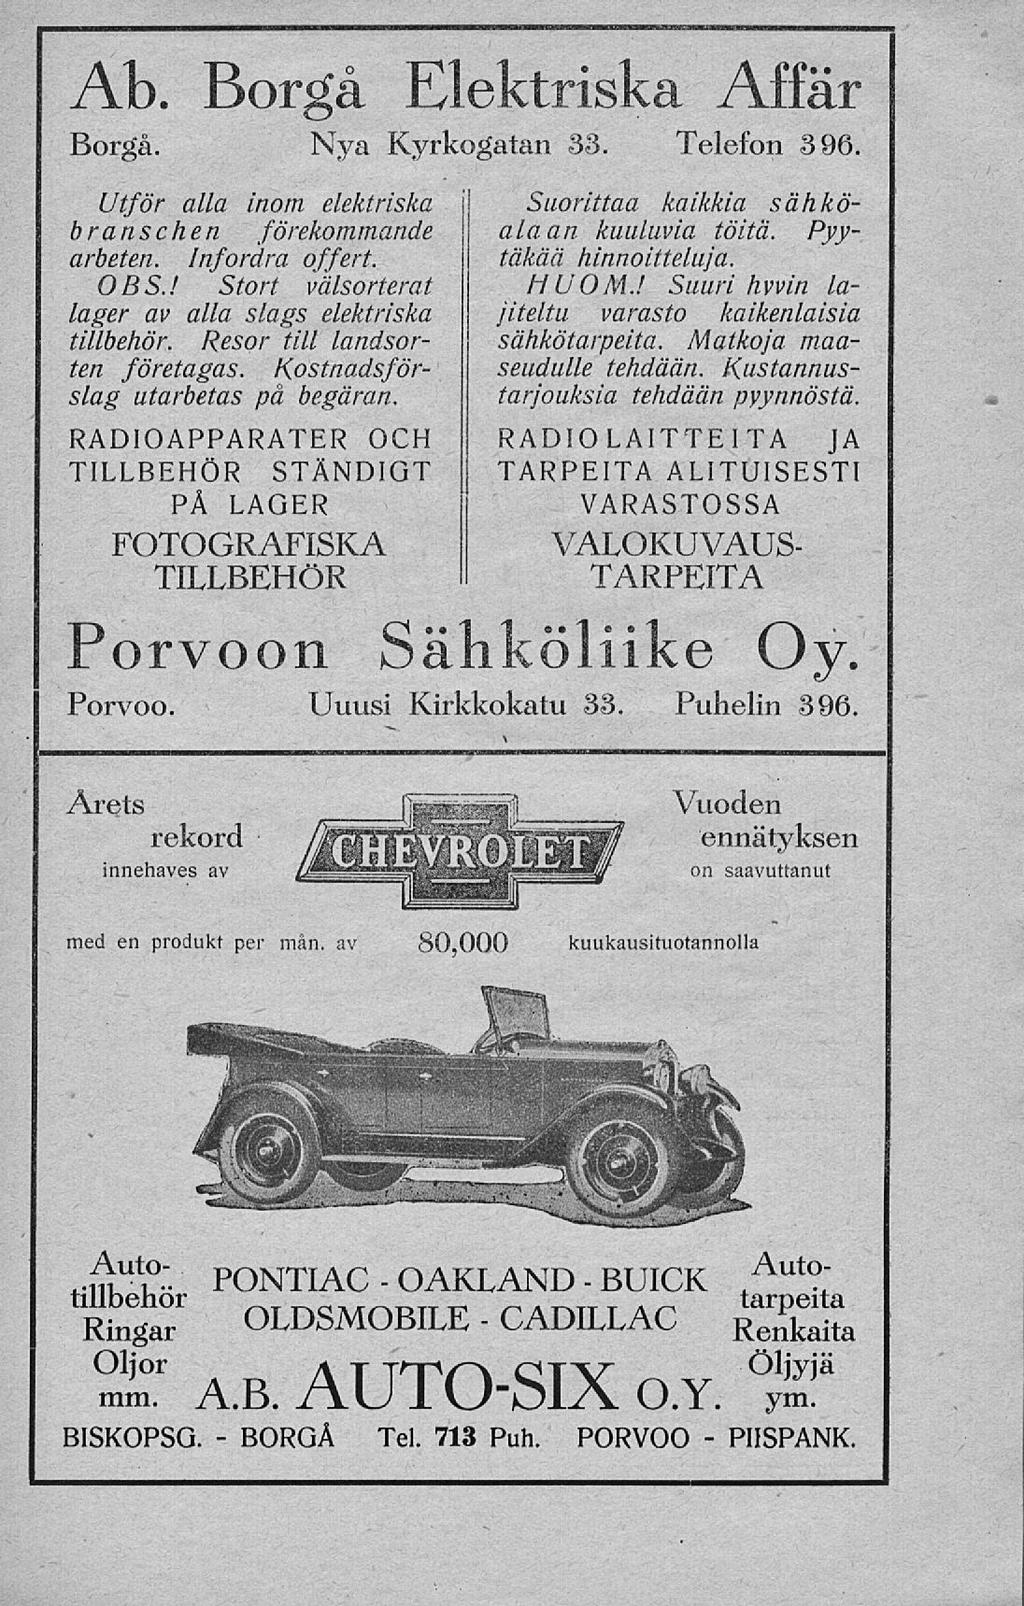 Ab. Borgå Elektriska Affär
Borgå. Nya Kyrkogatan 33. Telefon 396.
Utför alla inom elektriska
branschen förekommande
arbeten. Infordra offert.
OBS.! Stort välsorterat
lager av alla slags elektriska
tillbehör. Resor till landsor-
ten företagas. Kostnadsför-
slag utarbetas på begäran.
RADIOAPPARATER OCH
TILLBEHÖR STÄNDIGT
PÅ LAGER
FOTOGRAFISKA
TILLBEHÖR
Suorittaa kaikkia sähkö-
alaan kuuluvia töitä. Pyy-
täkää hinnoitteluja.
HUOM.! Suuri hyvin la-
jiteltu varasto kaikenlaisia
sähkötarpeita. Matkoja maa-
seudulle tehdään. Kustannus-
tarjouksia tehdään pyynnöstä.
RADIOLAITTEITA JA
TARPEITA ALITUISESTI
VARASTOSSA
VALOKUVAUS-
TARPEITA
Porvoon Sähköliike Oy.
Porvoo. Uuusi Kirkkokatu 33. Puhelin 396.
Årets
rekord
innehaves av
CHEVROLET
Vuoden
ennätyksen
on saavuttanut
med en produkt per mån. av 80,000 kuukausituotannolla
Auto-
tillbehör
Ringar
Oljor
mm.
PONTIAC - OAKLAND - BUICK
OLDSMOBILE - CADILLAC
A.B. AUTO-SIX O.Y.
Auto-
tarpeita
Renkaita
Öljyjä
ym.
BISKOPSG. - BORGÅ Tel. 713 Puh. PORVOO - PIISPANK.